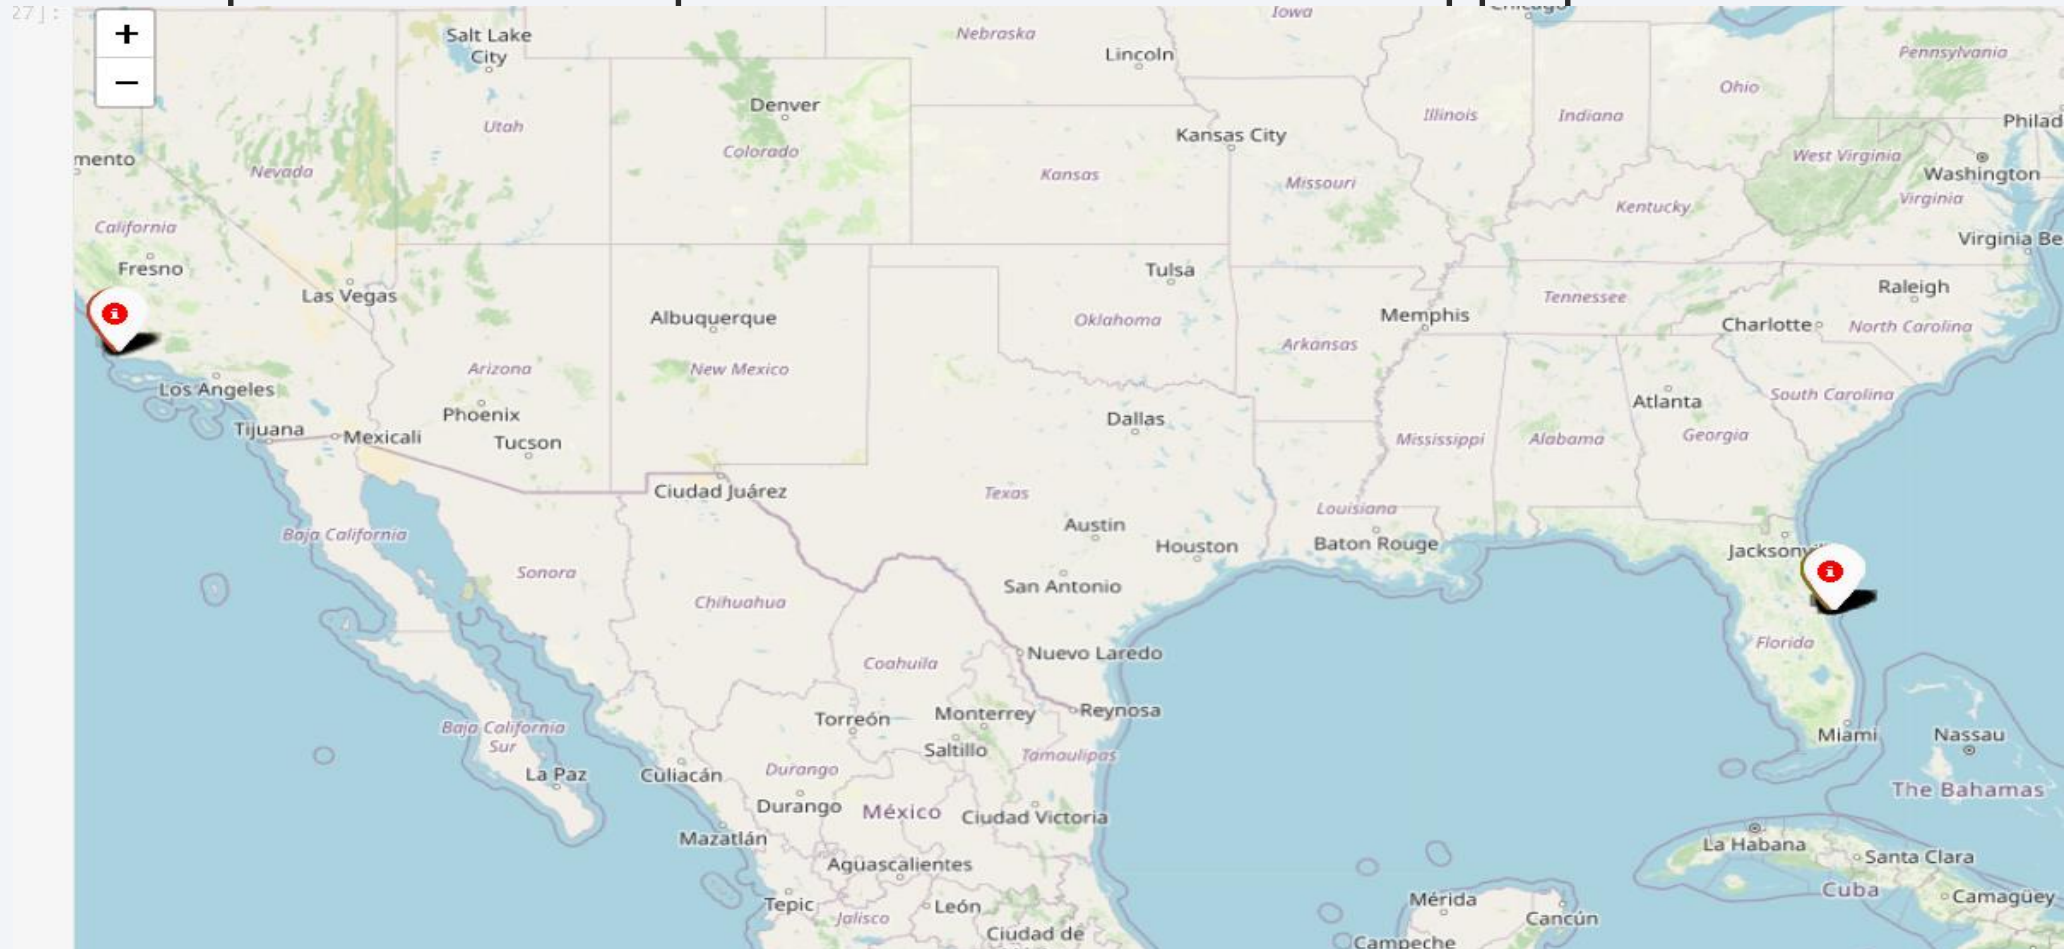 27]:
+
−
Salt Lake
City
Nebraska
Iowa
Chicago
Lincoln
Pennsylvania
Ohio
Denver
Utah
Colorado
Illinois
Indiana
Kansas City
Philad
mento
Nevada
Kansas
Missouri
West Virginia
Washington
Virginia
Kentucky
California
Virginia Be
Fresno
Tulsa
Las Vegas
Raleigh
Tennessee
Albuquerque
Oklahoma
Memphis
Charlotte
North Carolina
Arkansas
Arizona
New Mexico
Los Angeles
South Carolina
Atlanta
Phoenix
Dallas
Tijuana
Mexicali
Tucson
Mississippi
Alabama
Georgia
Ciudad Juárez
Texas
Louisiana
Austin
Baja California
Houston
Baton Rouge
Jacksonv
Sonora
San Antonio
Chihuahua
Florida
Nuevo Laredo
Coahuila
Reynosa
Torreón
Monterrey
Baja California
Sur
Miami
Nassau
Saltillo
Tamaulipas
La Paz
Culiacán
Durango
The Bahamas
Durango
México
Ciudad Victoria
Mazatlán
La Habana
Santa Clara
Aguascalientes
Cuba
Camagüey
Tepic
Jalisco
León
Mérida
Cancún
Ciudad de
Campeche